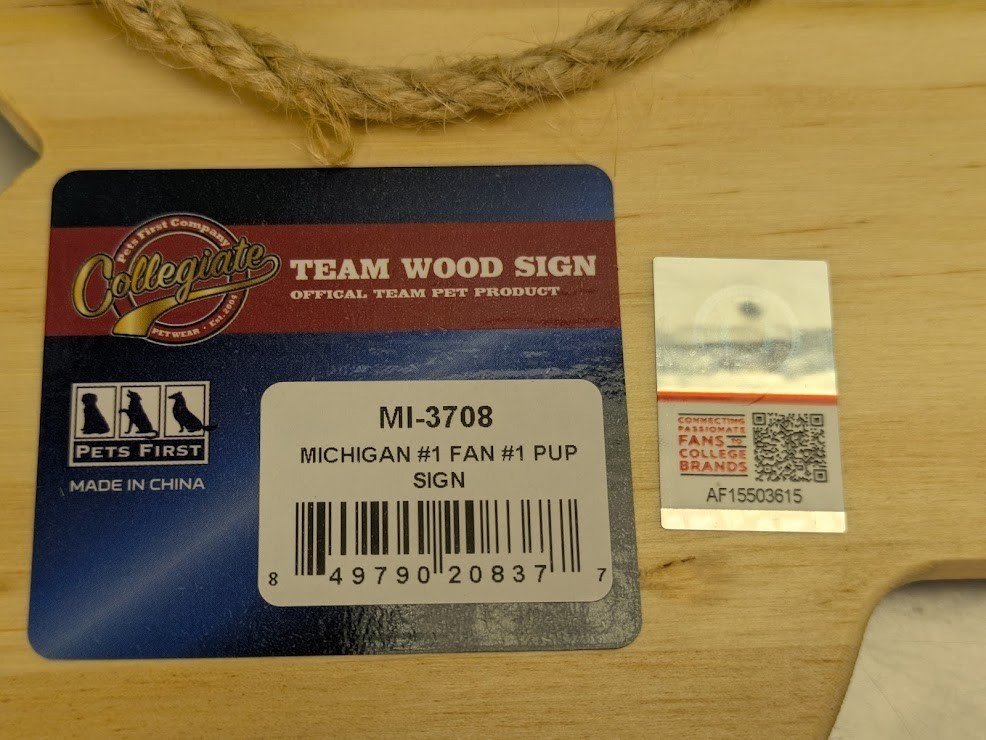 Pets First Company
Collegiate
PETWEAR • Est. 2004
TEAM WOOD SIGN
OFFICAL TEAM PET PRODUCT
PETS FIRST
MADE IN CHINA
MI-3708
MICHIGAN #1 FAN #1 PUP
SIGN
8 49790 20837 7
CONNECTING
PASSIONATE
FANS TO
COLLEGE
BRANDS
AF15503615